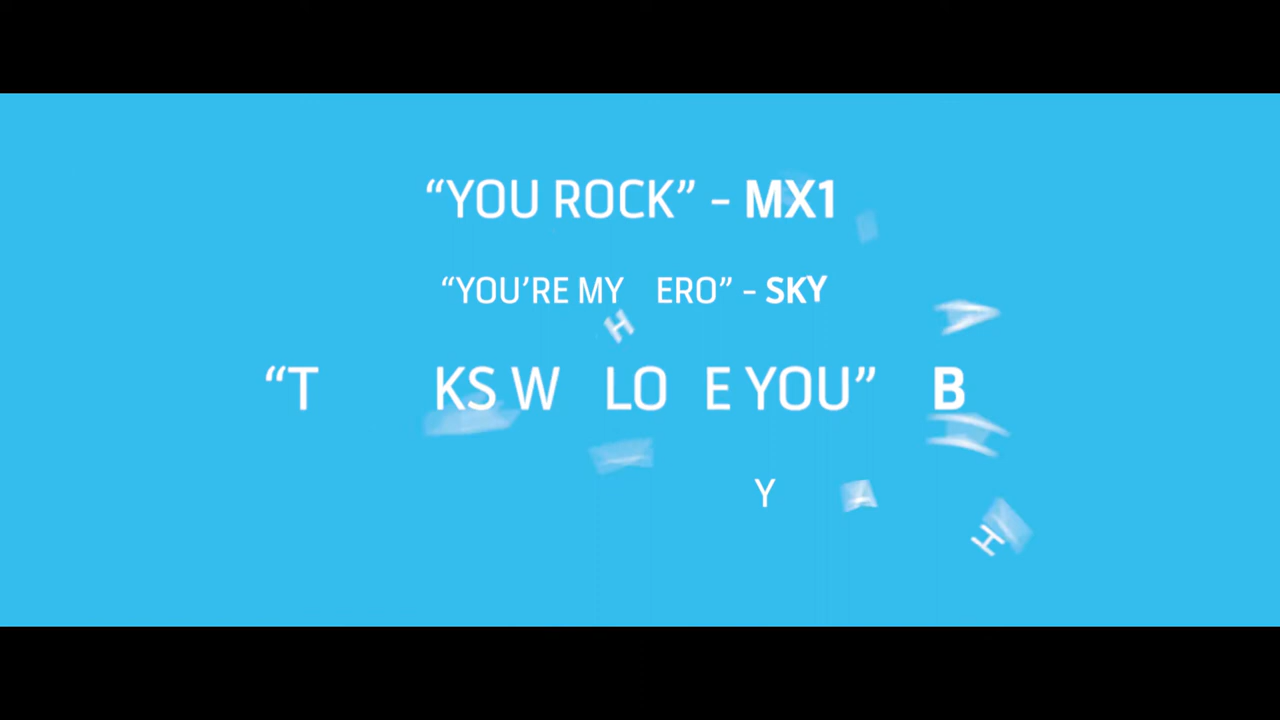 “YOU ROCK” – MX1
“YOU’RE MY ERO” – SKY
H
“T KS W LO E YOU” B
Y
H